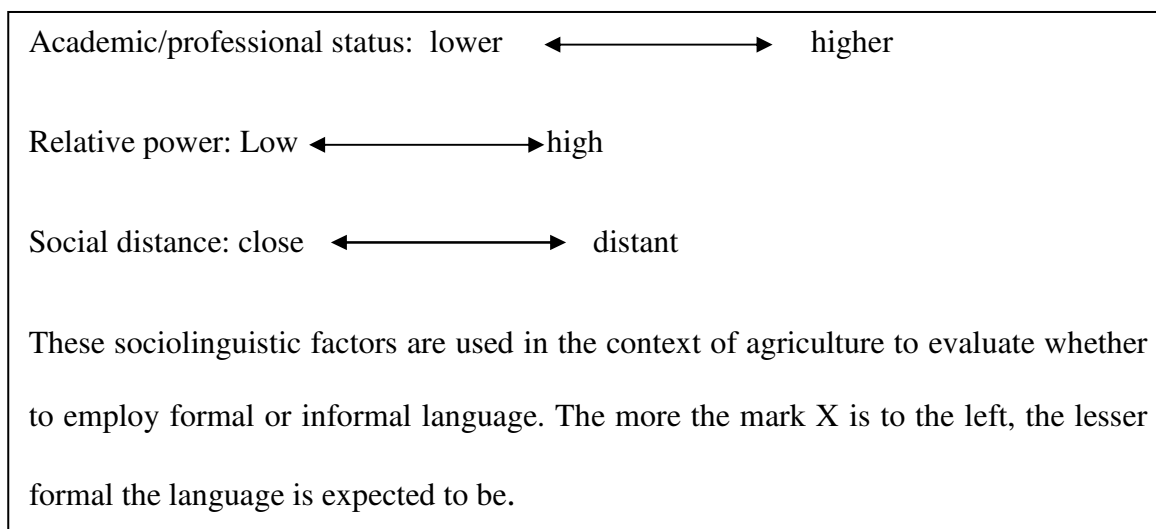 Academic/professional status: lower higher
Relative power: Low high
Social distance: close distant
These sociolinguistic factors are used in the context of agriculture to evaluate whether
to employ formal or informal language. The more the mark X is to the left, the lesser
formal the language is expected to be.